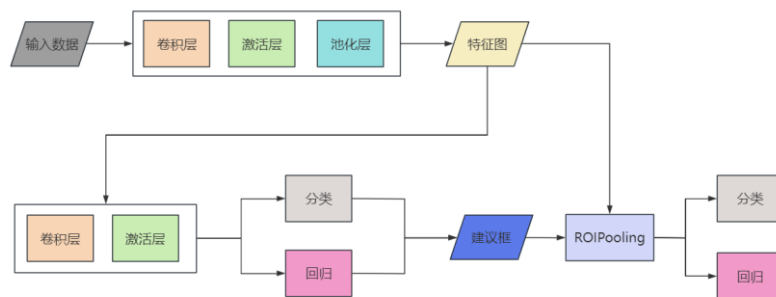 输入数据
卷积层
激活层
池化层
特征图
卷积层
激活层
分类
回归
建议框
ROIPooling
分类
回归